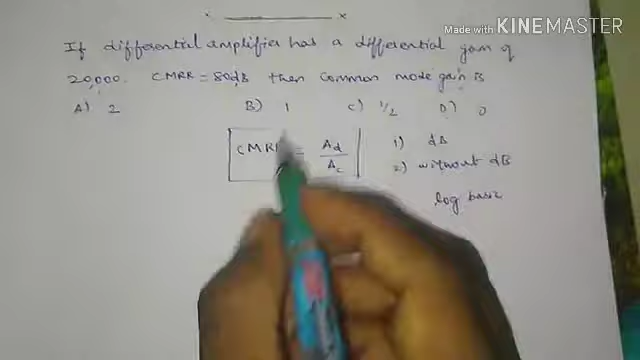 Made with KINEMASTER
If differential amplifier has a differential gain of
20,000. CMRR = 80dB then Common mode gain is
A) 2 B) 1 C) 1/2 D) 0
= Ad/Ac 1) dB
2) without dB
log basic